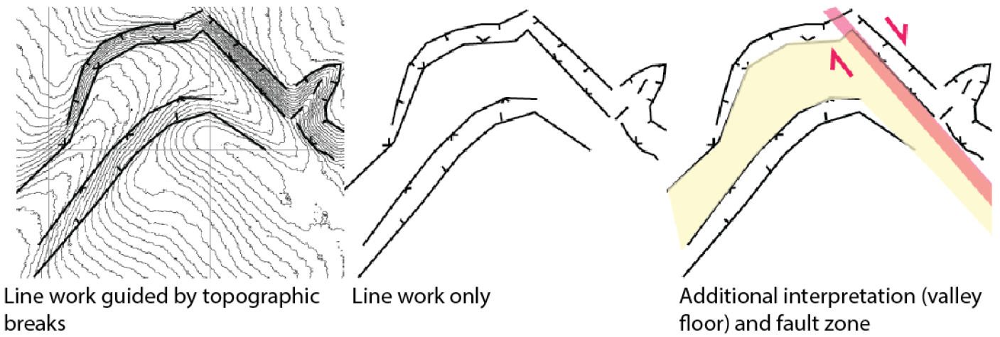 Line work guided by topographic
breaks
Line work only
Additional interpretation (valley
floor) and fault zone